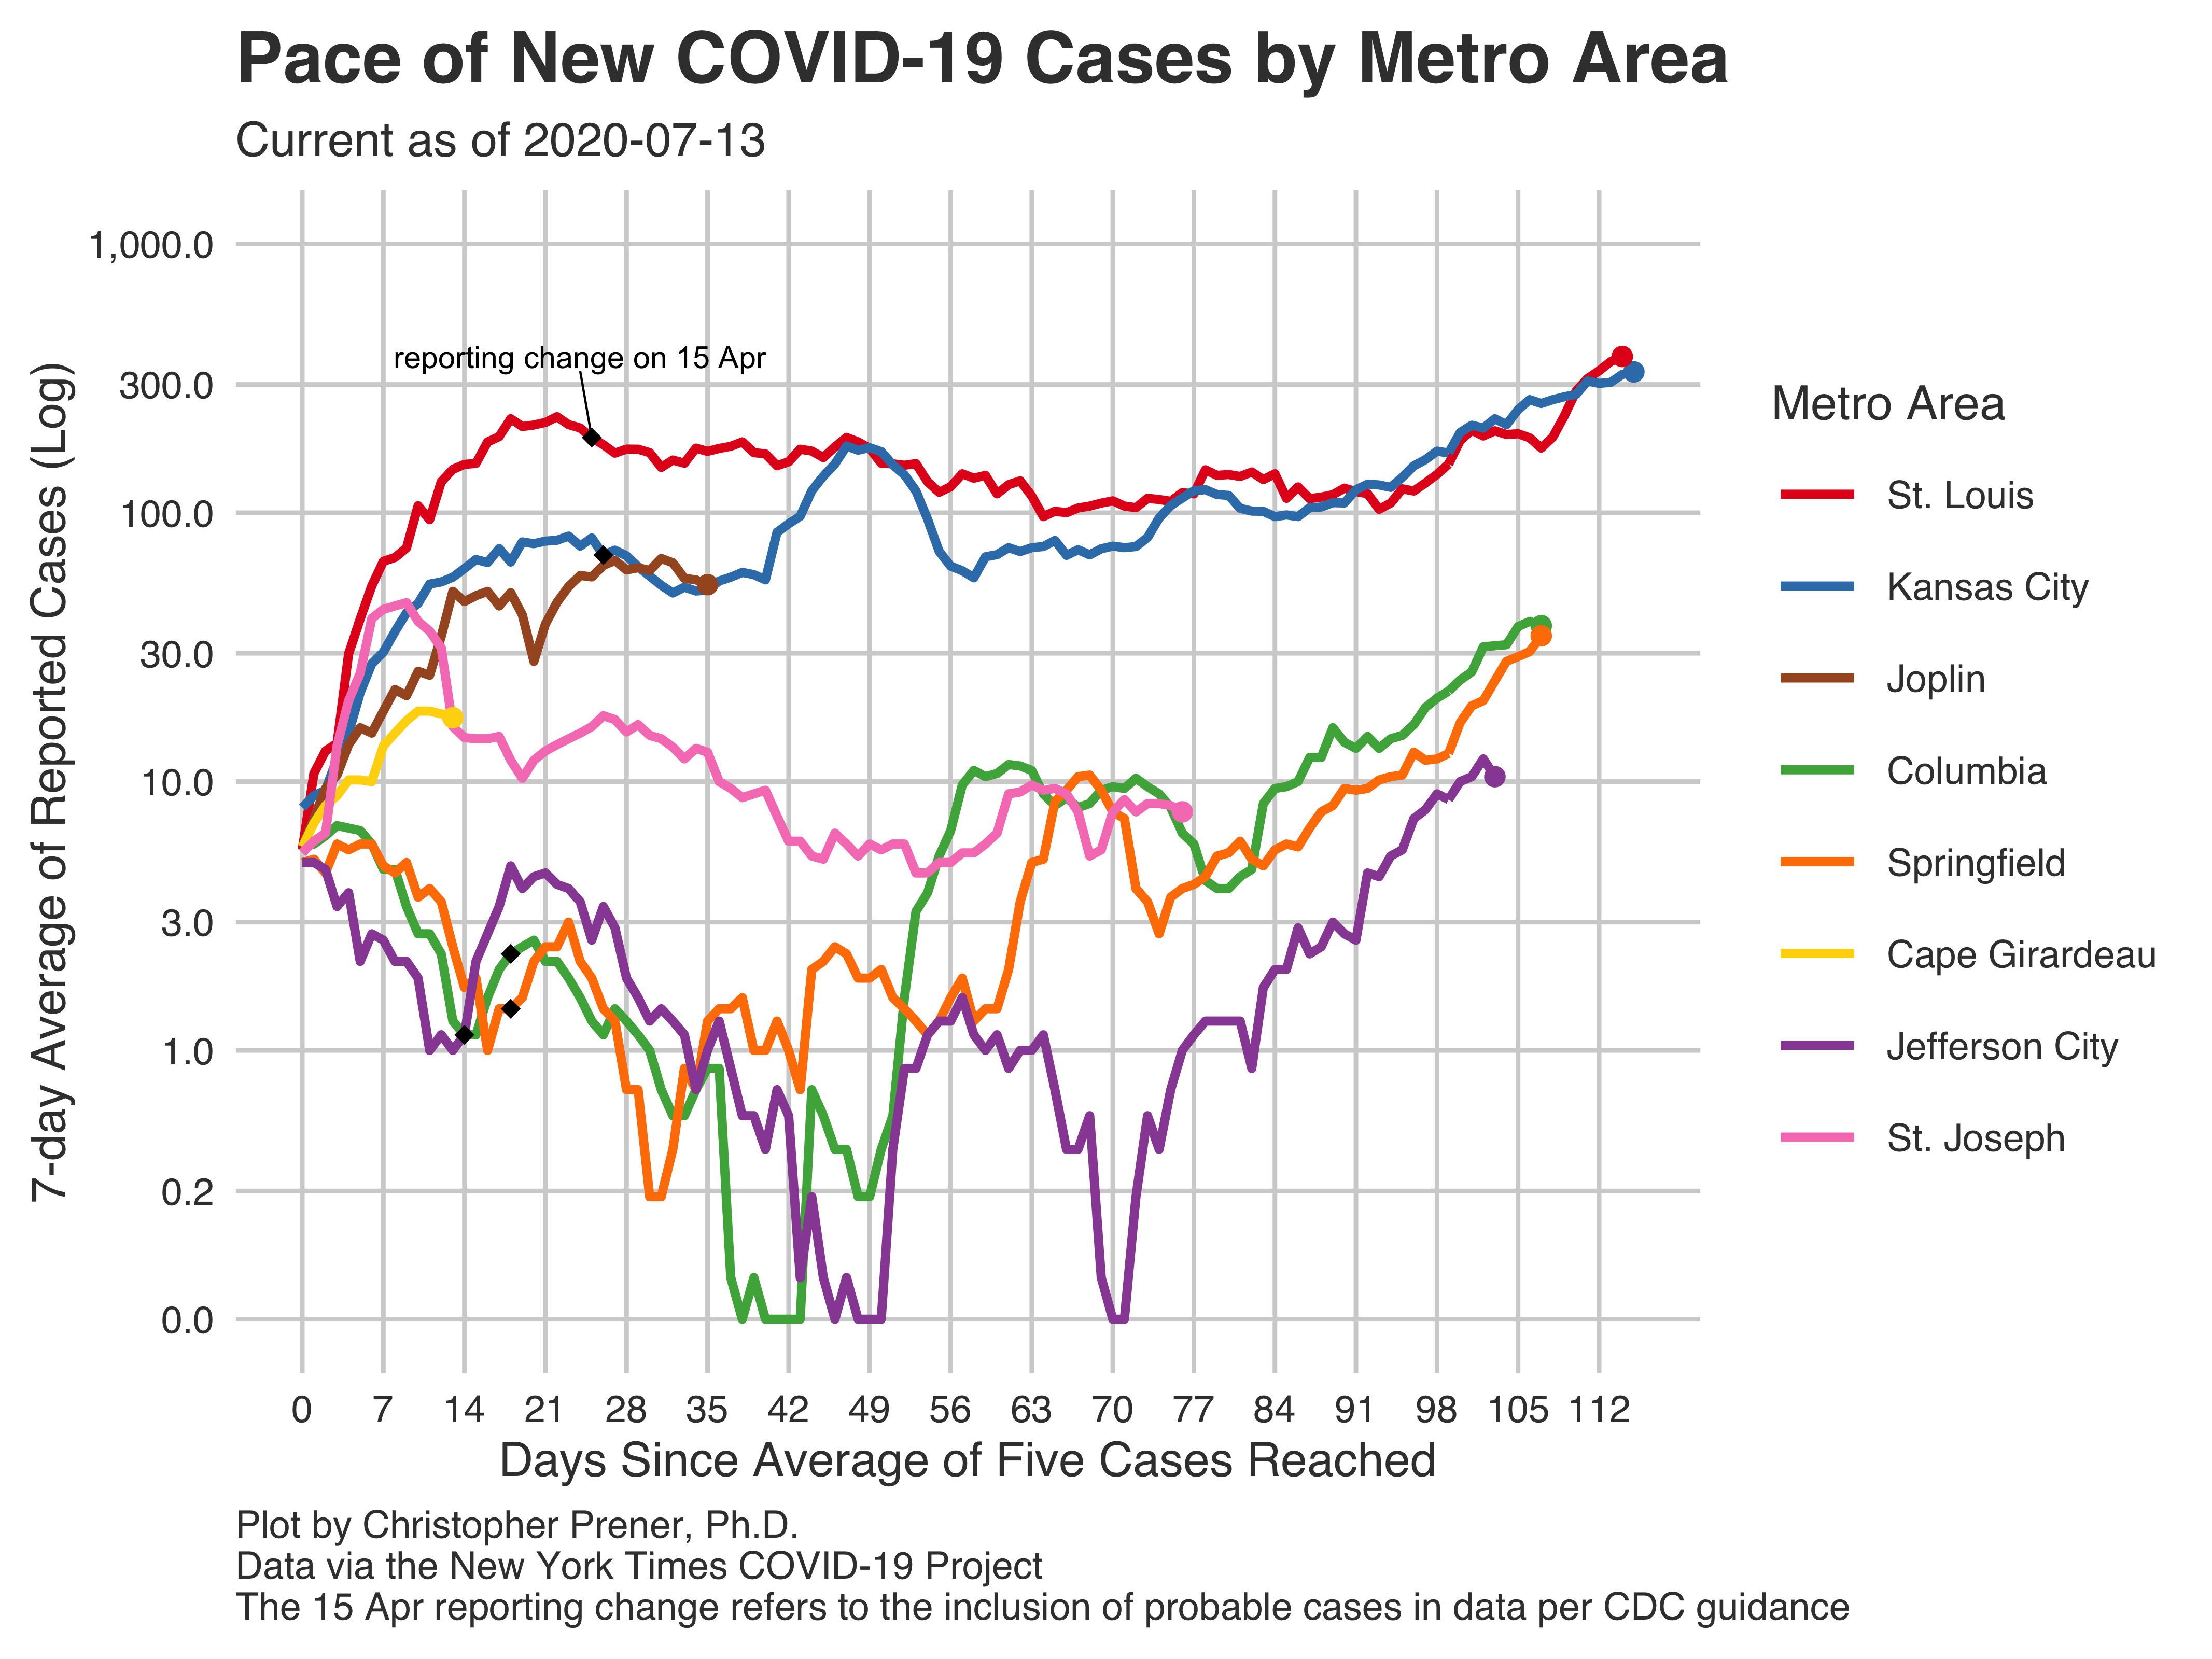 Pace of New COVID-19 Cases by Metro Area
Current as of 2020-07-13
7-day Average of Reported Cases (Log)
1,000.0
300.0
100.0
30.0
10.0
3.0
1.0
0.2
0.0
reporting change on 15 Apr
0 7 14 21 28 35 42 49 56 63 70 77 84 91 98 105 112
Days Since Average of Five Cases Reached
Metro Area
St. Louis
Kansas City
Joplin
Columbia
Springfield
Cape Girardeau
Jefferson City
St. Joseph
Plot by Christopher Prener, Ph.D.
Data via the New York Times COVID-19 Project
The 15 Apr reporting change refers to the inclusion of probable cases in data per CDC guidance